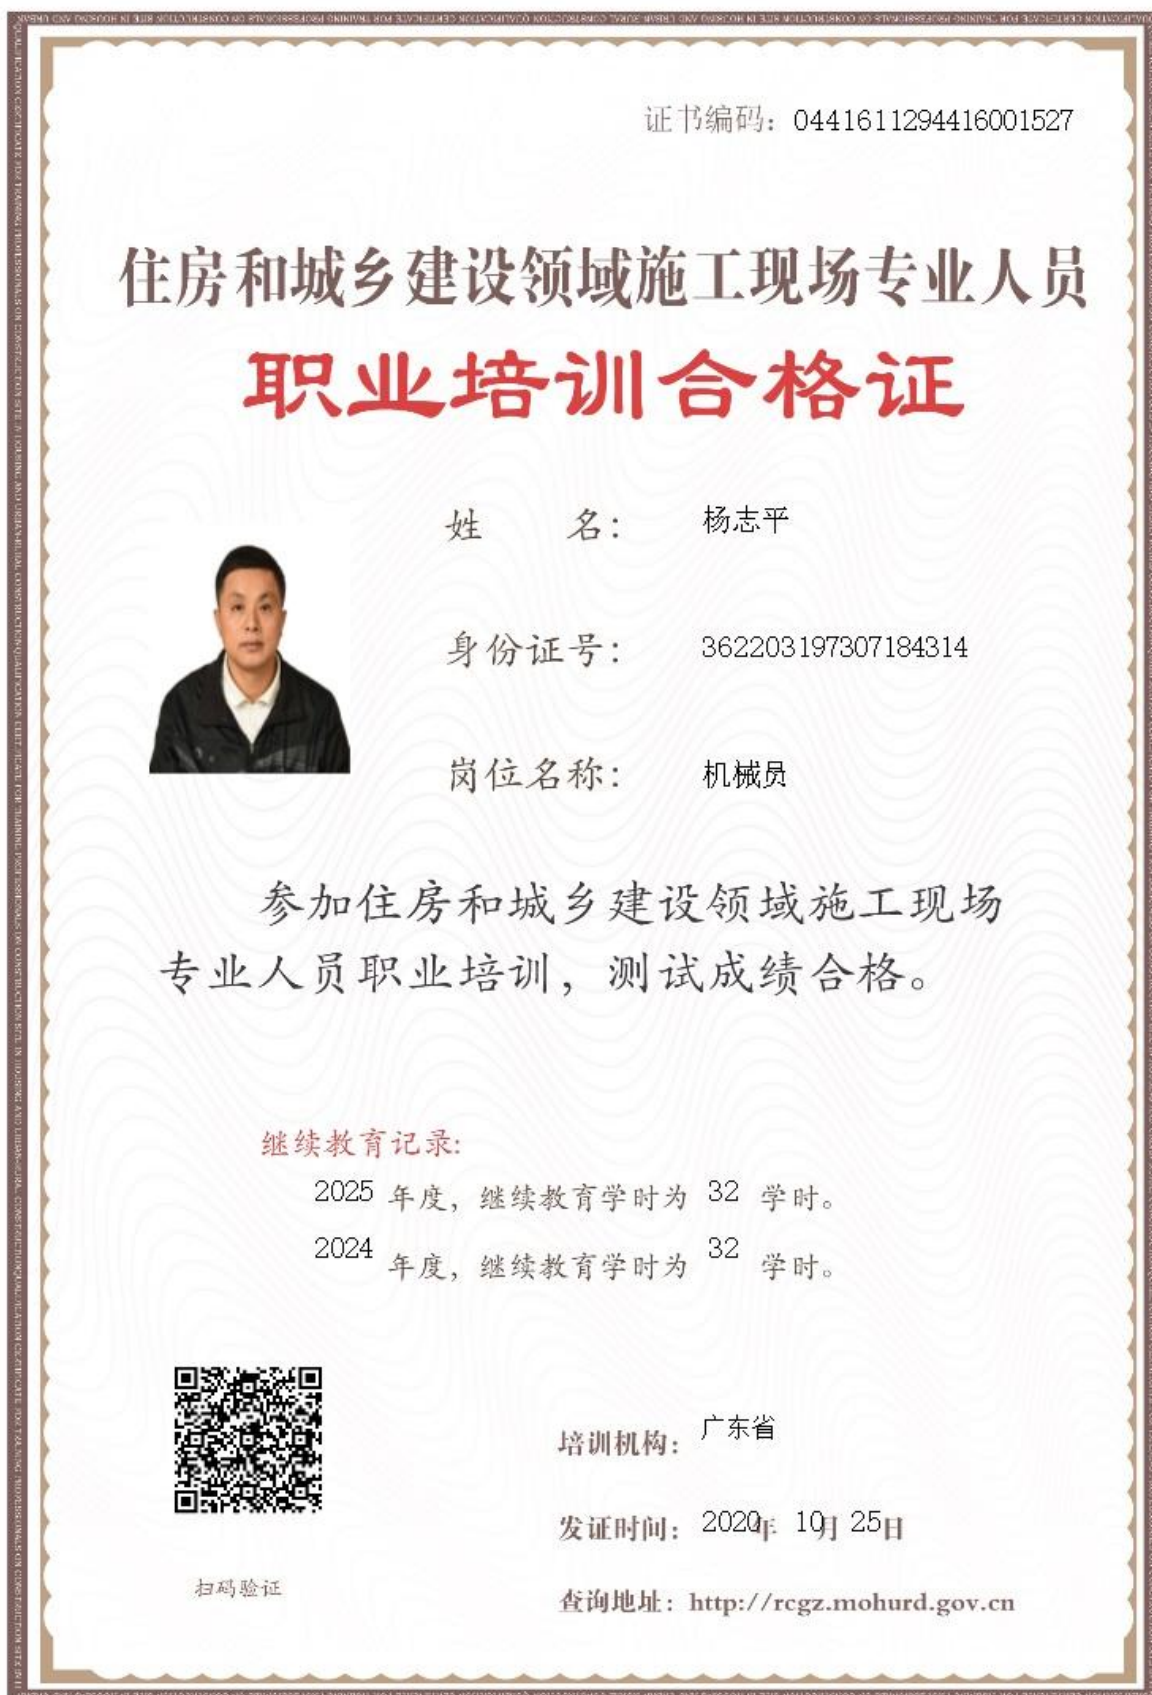 证书编码：0441611294416001527
住房和城乡建设领域施工现场专业人员
职业培训合格证
姓 名： 杨志平
身份证号： 362203197307184314
岗位名称： 机械员
参加住房和城乡建设领域施工现场
专业人员职业培训，测试成绩合格。
继续教育记录:
2025 年度，继续教育学时为 32 学时。
2024 年度，继续教育学时为 32 学时。
培训机构： 广东省
发证时间： 2020年 10月 25日
扫码验证
查询地址：http://rcgz.mohurd.gov.cn